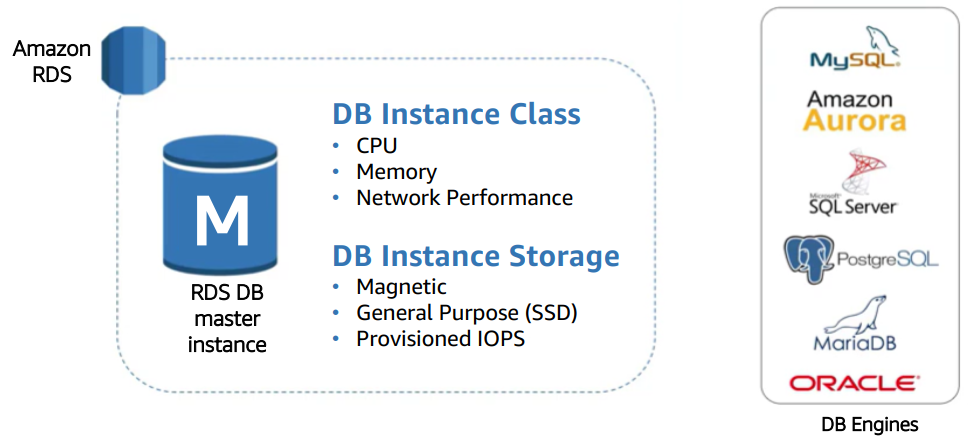 Amazon
RDS
DB Instance Class
• CPU
• Memory
• Network Performance
M
DB Instance Storage
• Magnetic
• General Purpose (SSD)
• Provisioned IOPS
RDS DB
master
instance
MySQL®
Amazon
Aurora
Microsoft
SQL Server
PostgreSQL
MariaDB
ORACLE®
DB Engines